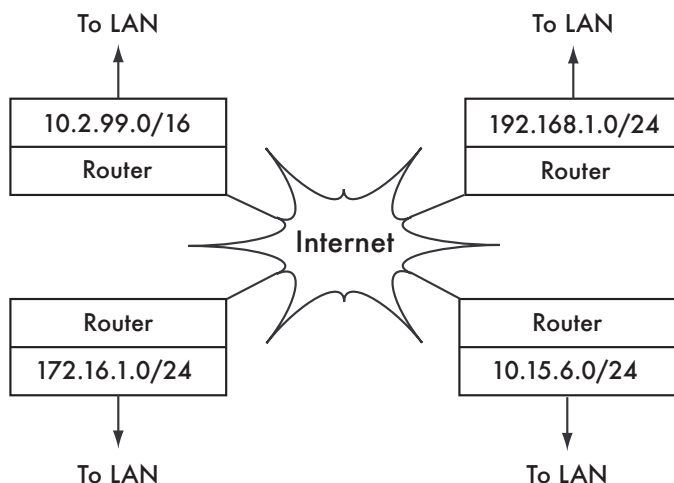 To LAN
To LAN
10.2.99.0/16
192.168.1.0/24
Router
Router
Internet
Router
Router
172.16.1.0/24
10.15.6.0/24
To LAN
To LAN